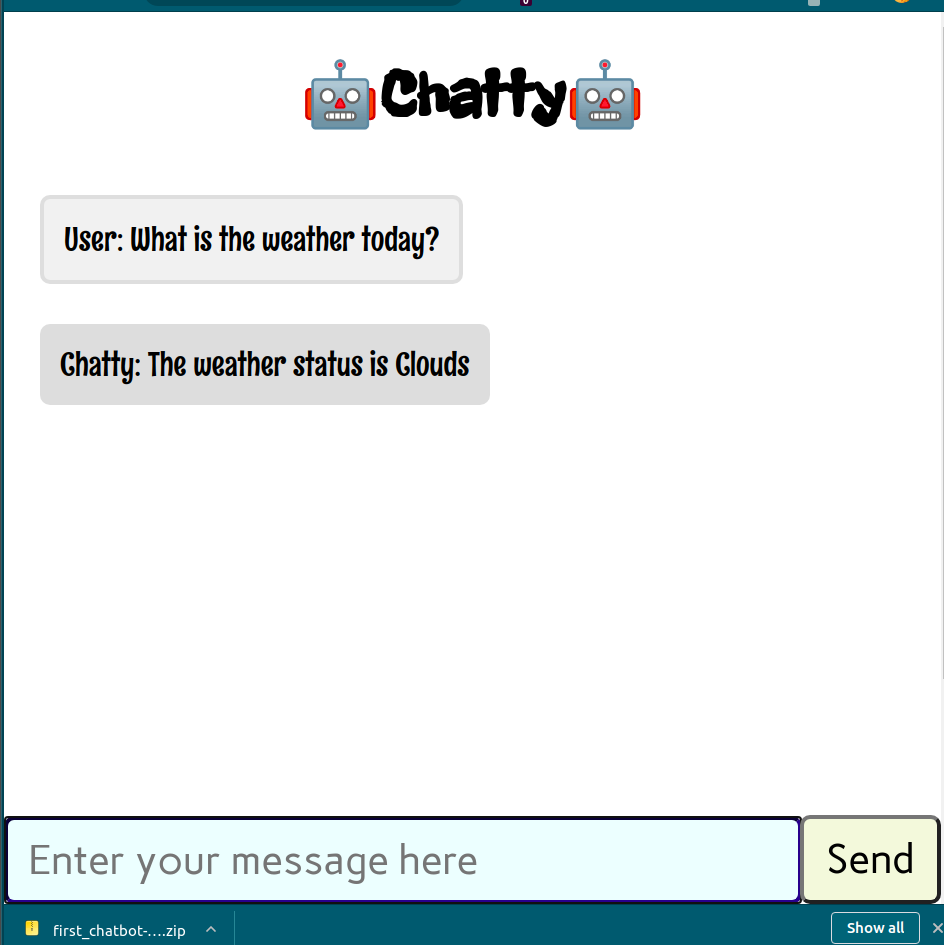 Chatty
User: What is the weather today?
Chatty: The weather status is Clouds
Enter your message here
Send
first_chatbot-....zip
Show all